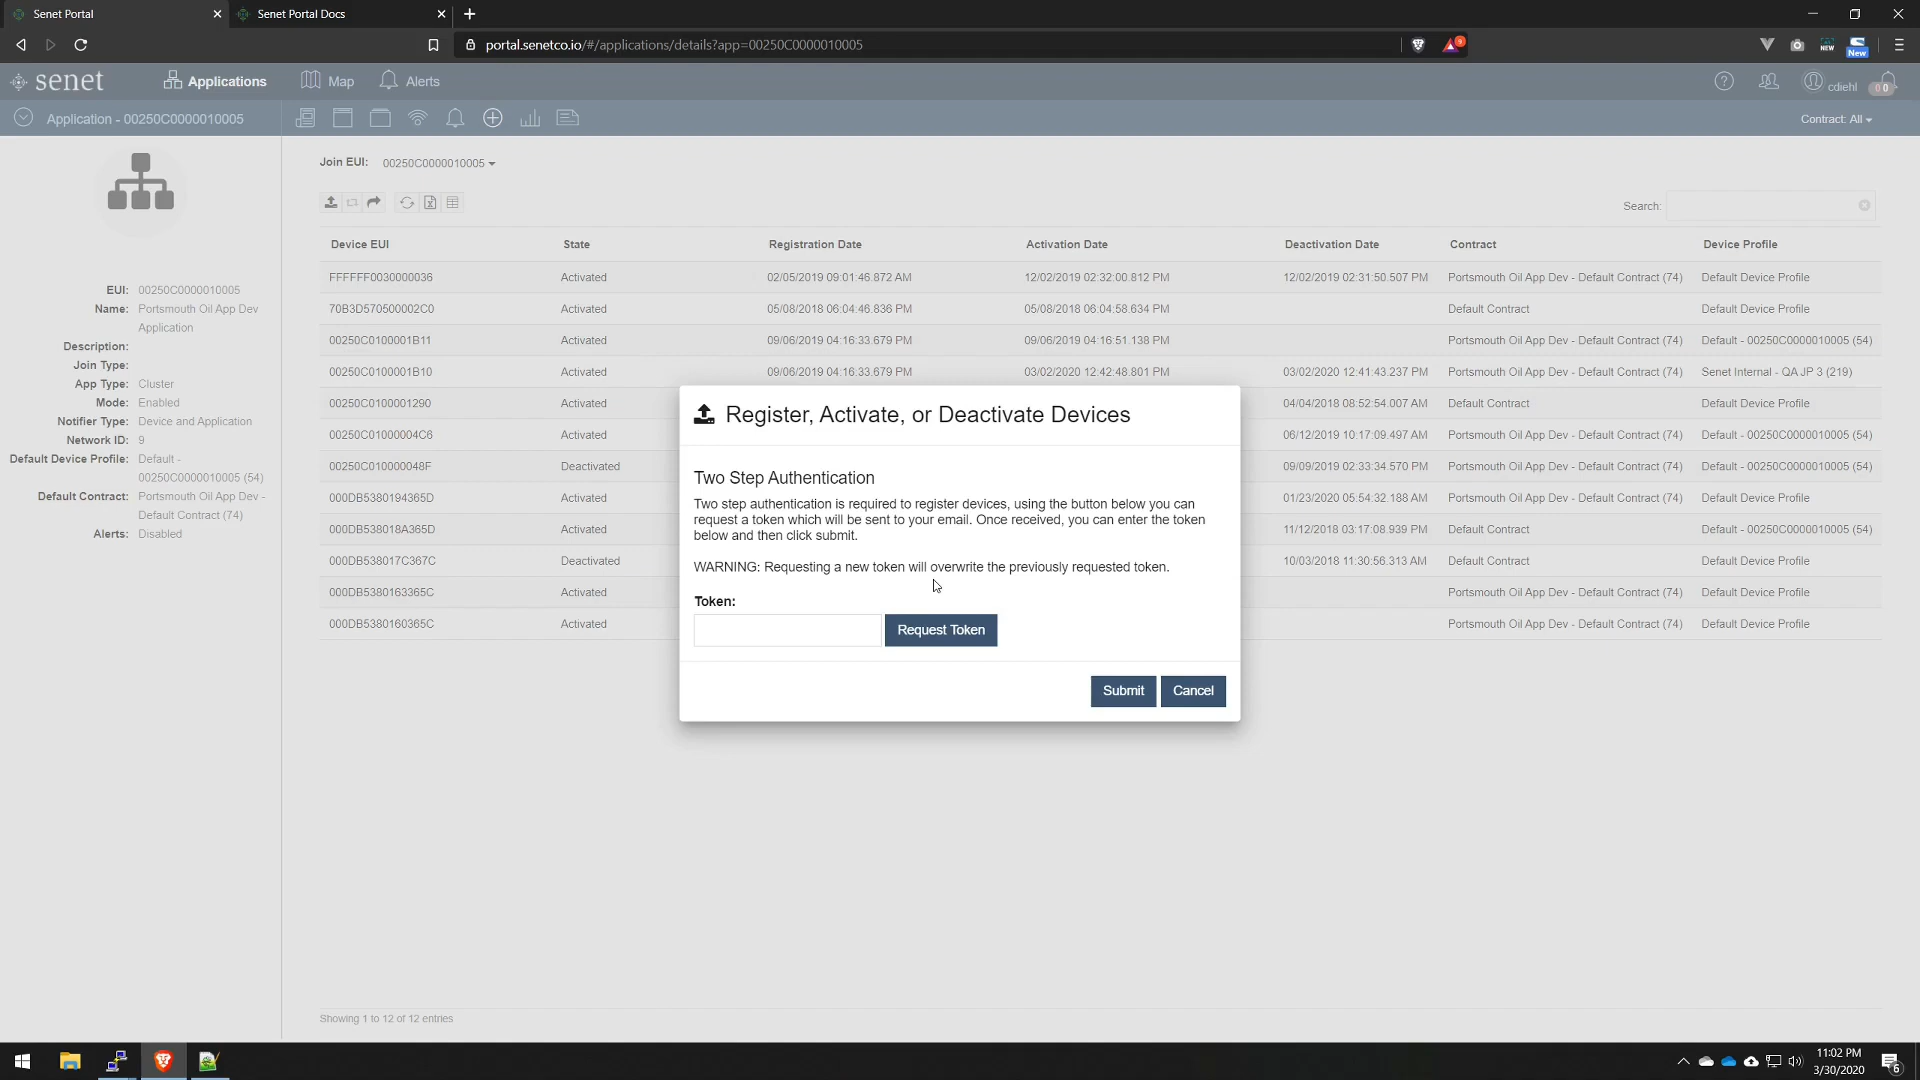 Senet Portal
Senet Portal Docs
portal.senetco.io/#/applications/details?app=00250C0000010005
9
NEW
New
senet
Applications
Map
Alerts
cdiehl
0 0
Application - 00250C0000010005
Contract: All
EUI: 00250C0000010005
Name: Portsmouth Oil App Dev
Application
Description:
Join Type:
App Type: Cluster
Mode: Enabled
Notifier Type: Device and Application
Network ID: 9
Default Device Profile: Default -
00250C0000010005 (54)
Default Contract: Portsmouth Oil App Dev -
Default Contract (74)
Alerts: Disabled
Join EUI: 00250C0000010005
Search:
Device EUI State Registration Date Activation Date Deactivation Date Contract Device Profile
FFFFFF0030000036 Activated 02/05/2019 09:01:46.872 AM 12/02/2019 02:32:00.812 PM 12/02/2019 02:31:50.507 PM Portsmouth Oil App Dev - Default Contract (74) Default Device Profile
70B3D570500002C0 Activated 05/08/2018 06:04:46.836 PM 05/08/2018 06:04:58.634 PM Default Contract Default Device Profile
00250C0100001B11 Activated 09/06/2019 04:16:33.679 PM 09/06/2019 04:16:51.138 PM Portsmouth Oil App Dev - Default Contract (74) Default - 00250C0000010005 (54)
00250C0100001B10 Activated 09/06/2019 04:16:33.679 PM 03/02/2020 12:42:48.801 PM 03/02/2020 12:41:43.237 PM Portsmouth Oil App Dev - Default Contract (74) Senet Internal - QA JP 3 (219)
00250C0100001290 Activated 04/04/2018 08:52:54.007 AM Default Contract Default Device Profile
00250C01000004C6 Activated 06/12/2019 10:17:09.497 AM Portsmouth Oil App Dev - Default Contract (74) Default - 00250C0000010005 (54)
00250C010000048F Deactivated 09/09/2019 02:33:34.570 PM Portsmouth Oil App Dev - Default Contract (74) Default - 00250C0000010005 (54)
000DB5380194365D Activated 01/23/2020 05:54:32.188 AM Portsmouth Oil App Dev - Default Contract (74) Default Device Profile
000DB538018A365D Activated 11/12/2018 03:17:08.939 PM Default Contract Default - 00250C0000010005 (54)
000DB538017C367C Deactivated 10/03/2018 11:30:56.313 AM Default Contract Default Device Profile
000DB5380163365C Activated Portsmouth Oil App Dev - Default Contract (74) Default Device Profile
000DB5380160365C Activated Portsmouth Oil App Dev - Default Contract (74) Default Device Profile
Register, Activate, or Deactivate Devices
Two Step Authentication
Two step authentication is required to register devices, using the button below you can
request a token which will be sent to your email. Once received, you can enter the token
below and then click submit.
WARNING: Requesting a new token will overwrite the previously requested token.
Token:
Request Token
Submit Cancel
Showing 1 to 12 of 12 entries
11:02 PM
3/30/2020
6